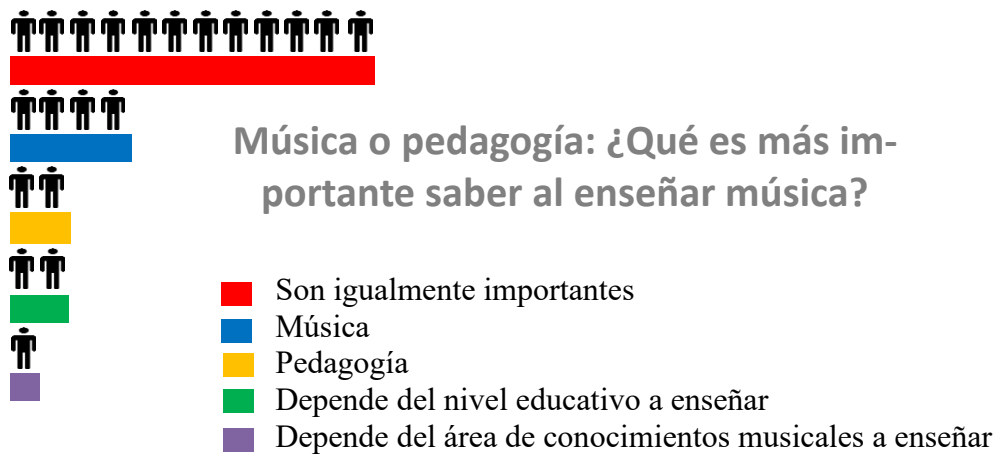 Música o pedagogía: ¿Qué es más im-
portante saber al enseñar música?
Son igualmente importantes
Música
Pedagogía
Depende del nivel educativo a enseñar
Depende del área de conocimientos musicales a enseñar